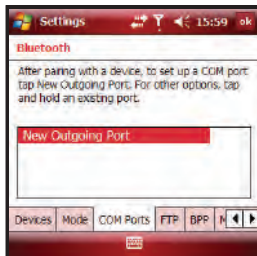 Settings 15:59 ok
Bluetooth
After paring with a device, to set up a COM port
tap New Outgoing Port. For other options, tap
and hold an existing port.
New Outgoing Port
Devices Mode COM Ports FTP BPP